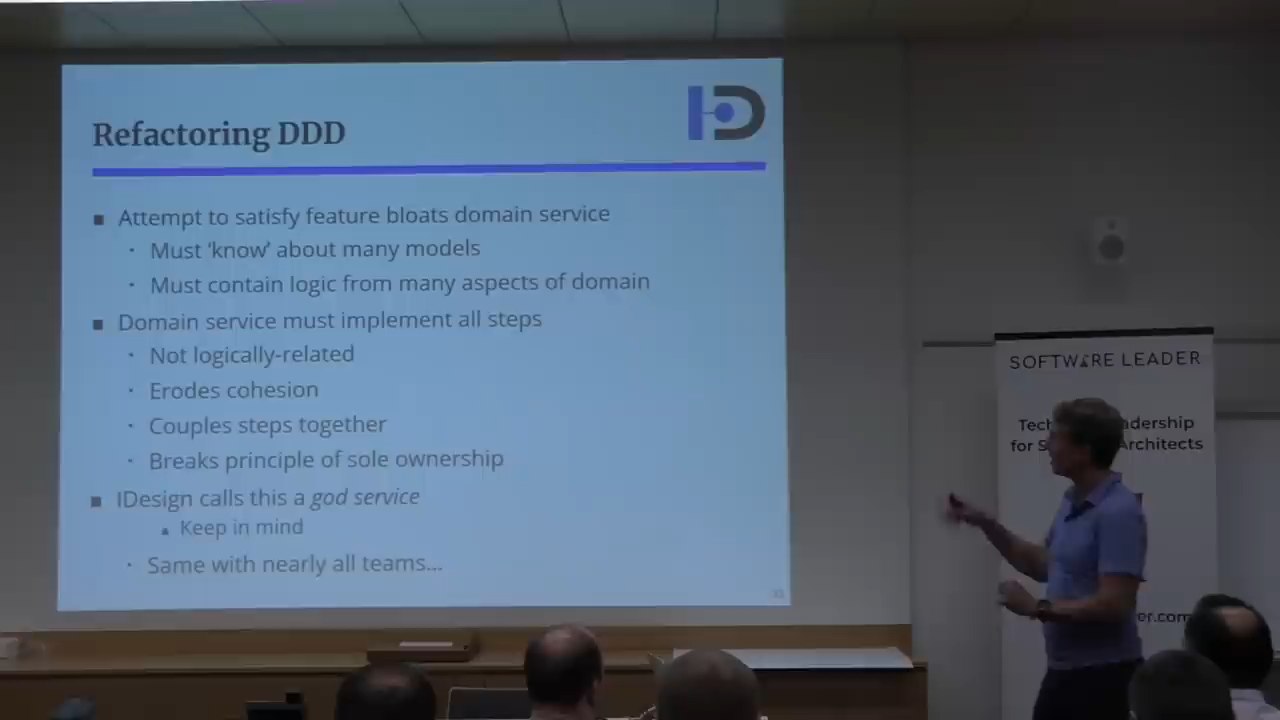 Refactoring DDD
Attempt to satisfy feature bloats domain service
Must ‘know’ about many models
Must contain logic from many aspects of domain
Domain service must implement all steps
Not logically-related
Erodes cohesion
Couples steps together
Breaks principle of sole ownership
IDesign calls this a god service
Keep in mind
Same with nearly all teams...
SOFTWARE LEADER
Architects